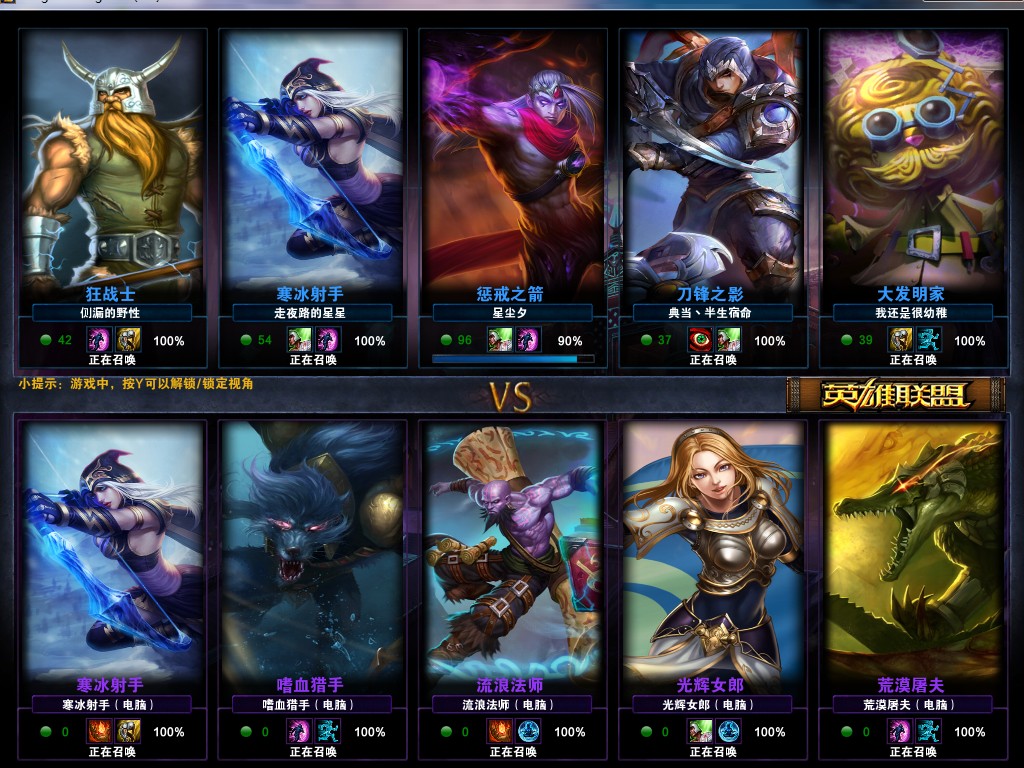 狂战士
寒冰射手
惩戒之箭
刀锋之影
大发明家
侧漏的野性
走夜路的星星
星尘夕
典当、半生宿命
我还是很幼稚
42 100%
54 100%
96 90%
37 100%
39 100%
正在召唤
正在召唤
正在召唤
正在召唤
小提示：游戏中，按Y可以解锁/锁定视角
VS
英雄联盟
寒冰射手
嗜血猎手
流浪法师
光辉女郎
荒漠屠夫
寒冰射手（电脑）
嗜血猎手（电脑）
流浪法师（电脑）
光辉女郎（电脑）
荒漠屠夫（电脑）
0 100%
0 100%
0 100%
0 100%
0 100%
正在召唤
正在召唤
正在召唤
正在召唤
正在召唤